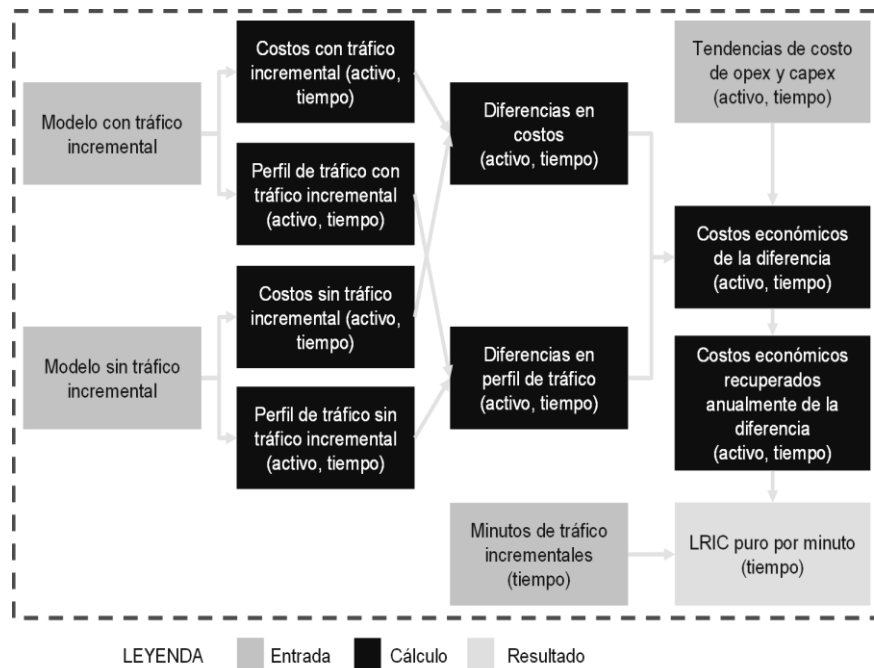 Modelo con tráfico
incremental
Modelo sin tráfico
incremental
Costos con tráfico
incremental (activo,
tiempo)
Perfil de tráfico con
tráfico incremental
(activo, tiempo)
Costos sin tráfico
incremental (activo,
tiempo)
Perfil de tráfico sin
tráfico incremental
(activo, tiempo)
Diferencias en
costos
(activo, tiempo)
Diferencias en
perfil de tráfico
(activo, tiempo)
Minutos de tráfico
incrementales
(tiempo)
Tendencias de costo
de opex y capex
(activo, tiempo)
Costos económicos
de la diferencia
(activo, tiempo)
Costos económicos
recuperados
anualmente de la
diferencia
(activo, tiempo)
LRIC puro por minuto
(tiempo)
LEYENDA
Entrada
Cálculo
Resultado